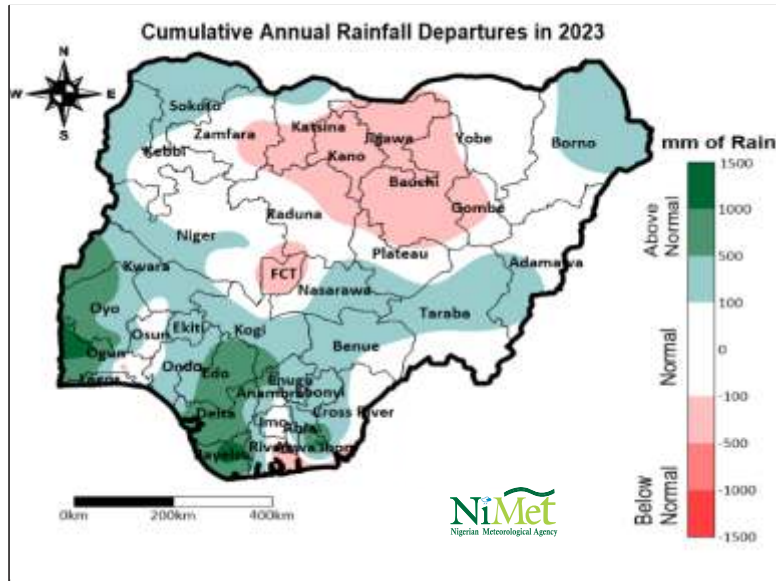 Cumulative Annual Rainfall Departures in 2023
N
W E
S
Sokoto
Katsina
Zamfara
Jigawa
Yobe
Borno
Kebbi
Kano
Bauchi
Gombe
Kaduna
Niger
Plateau
Adamawa
Kwara
FCT
Nasarawa
Taraba
Oyo
Osun
Ekiti
Kogi
Benue
Ogun
Ondo
Edo
Enugu
Ebonyi
Anambra
Lagos
Delta
Imo
Abia
Cross River
Bayelsa
Rivers
mm of Rain
Above
Normal
Normal
Below
Normal
1500
1000
500
100
0
-100
-500
-1000
-1500
0km 200km 400km
NiMet
Nigerian Meteorological Agency